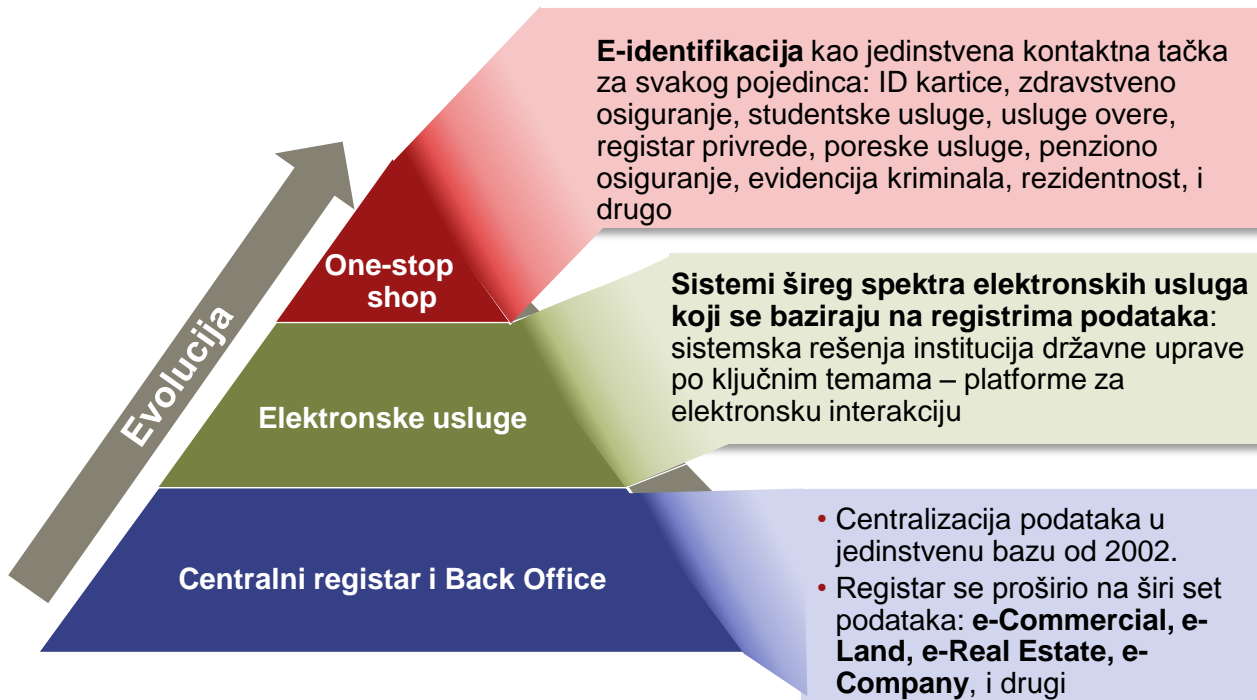 E-identifikacija kao jedinstvena kontaktna tačka
za svakog pojedinca: ID kartice, zdravstveno
osiguranje, studentske usluge, usluge overe,
registar privrede, poreske usluge, penziono
osiguranje, evidencija kriminala, rezidentnost, i
drugo
One-stop
shop
Sistemi šireg spektra elektronskih usluga
koji se baziraju na registrima podataka:
sistemska rešenja institucija državne uprave
po ključnim temama – platforme za
elektronsku interakciju
Evolucija
Elektronske usluge
Centralni registar i Back Office
• Centralizacija podataka u
jedinstvenu bazu od 2002.
• Registar se proširio na širi set
podataka: e-Commercial, e-
Land, e-Real Estate, e-
Company, i drugi